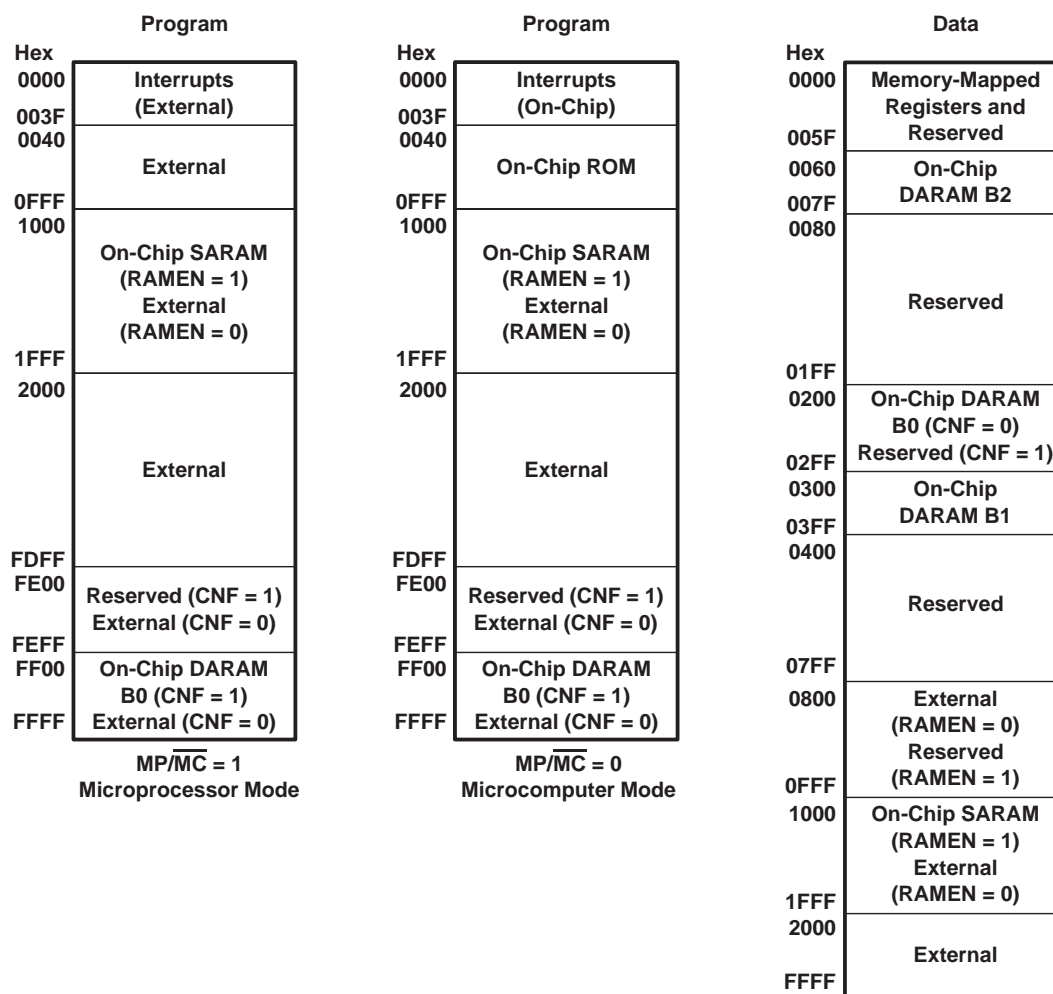 Program
Hex
0000
Interrupts
(External)
003F
0040
External
0FFF
1000
On-Chip SARAM
(RAMEN = 1)
External
(RAMEN = 0)
1FFF
2000
External
FDFF
FE00
Reserved (CNF = 1)
External (CNF = 0)
FEFF
FF00
On-Chip DARAM
B0 (CNF = 1)
External (CNF = 0)
FFFF
MP/M̅C̅ = 1
Microprocessor Mode
Program
Hex
0000
Interrupts
(On-Chip)
003F
0040
On-Chip ROM
0FFF
1000
On-Chip SARAM
(RAMEN = 1)
External
(RAMEN = 0)
1FFF
2000
External
FDFF
FE00
Reserved (CNF = 1)
External (CNF = 0)
FEFF
FF00
On-Chip DARAM
B0 (CNF = 1)
External (CNF = 0)
FFFF
MP/M̅C̅ = 0
Microcomputer Mode
Data
Hex
0000
Memory-Mapped
Registers and
Reserved
005F
0060
On-Chip
DARAM B2
007F
0080
Reserved
01FF
0200
On-Chip DARAM
B0 (CNF = 0)
Reserved (CNF = 1)
02FF
0300
On-Chip
DARAM B1
03FF
0400
Reserved
07FF
0800
External
(RAMEN = 0)
Reserved
(RAMEN = 1)
0FFF
1000
On-Chip SARAM
(RAMEN = 1)
External
(RAMEN = 0)
1FFF
2000
External
FFFF